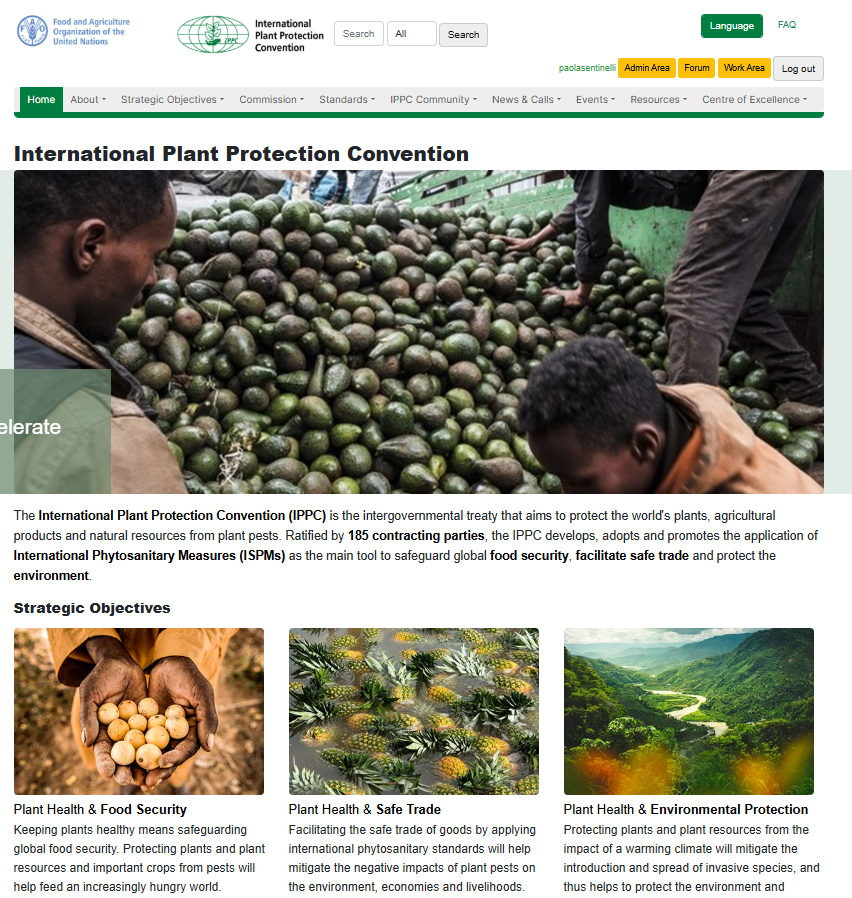 Food and Agriculture
Organization of the
United Nations
IPPC
International
Plant Protection
Convention
Search
All
Search
Language
FAQ
paolasentinelli
Admin Area
Forum
Work Area
Log out
Home
About
Strategic Objectives
Commission
Standards
IPPC Community
News & Calls
Events
Resources
Centre of Excellence
International Plant Protection Convention
elerate
The International Plant Protection Convention (IPPC) is the intergovernmental treaty that aims to protect the world's plants, agricultural
products and natural resources from plant pests. Ratified by 185 contracting parties, the IPPC develops, adopts and promotes the application of
International Phytosanitary Measures (ISPMs) as the main tool to safeguard global food security, facilitate safe trade and protect the
environment.
Strategic Objectives
Plant Health & Food Security
Keeping plants healthy means safeguarding
global food security. Protecting plants and plant
resources and important crops from pests will
help feed an increasingly hungry world.
Plant Health & Safe Trade
Facilitating the safe trade of goods by applying
international phytosanitary standards will help
mitigate the negative impacts of plant pests on
the environment, economies and livelihoods.
Plant Health & Environmental Protection
Protecting plants and plant resources from the
impact of a warming climate will mitigate the
introduction and spread of invasive species, and
thus helps to protect the environment and